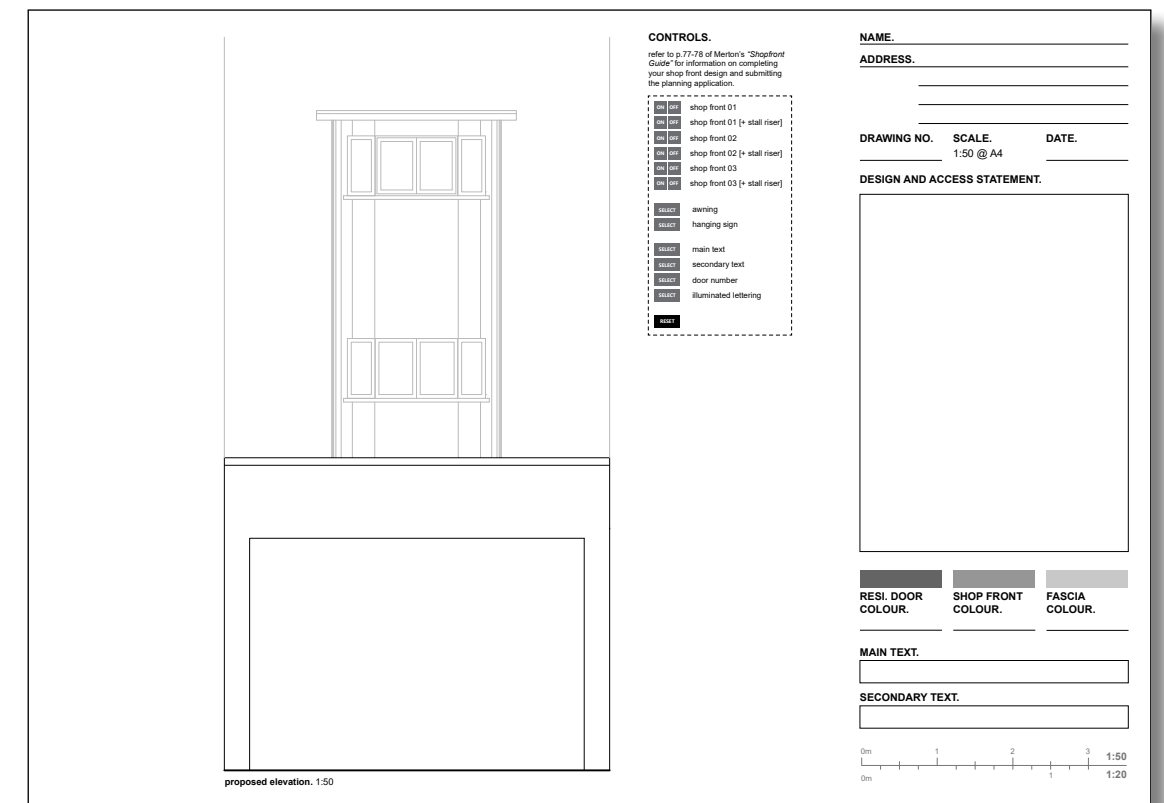 CONTROLS.
refer to p.77-78 of Merton's "Shopfront
Guide" for information on completing
your shop front design and submitting
the planning application.
ON OFF shop front 01
ON OFF shop front 01 [+ stall riser]
ON OFF shop front 02
ON OFF shop front 02 [+ stall riser]
ON OFF shop front 03
ON OFF shop front 03 [+ stall riser]
SELECT awning
SELECT hanging sign
SELECT main text
SELECT secondary text
SELECT door number
SELECT illuminated lettering
RESET
proposed elevation. 1:50
NAME.
ADDRESS.
DRAWING NO. SCALE. DATE.
1:50 @ A4
DESIGN AND ACCESS STATEMENT.
RESI. DOOR SHOP FRONT FASCIA
COLOUR. COLOUR. COLOUR.
MAIN TEXT.
SECONDARY TEXT.
0m 1 2 3 1:50
0m 1 1:20